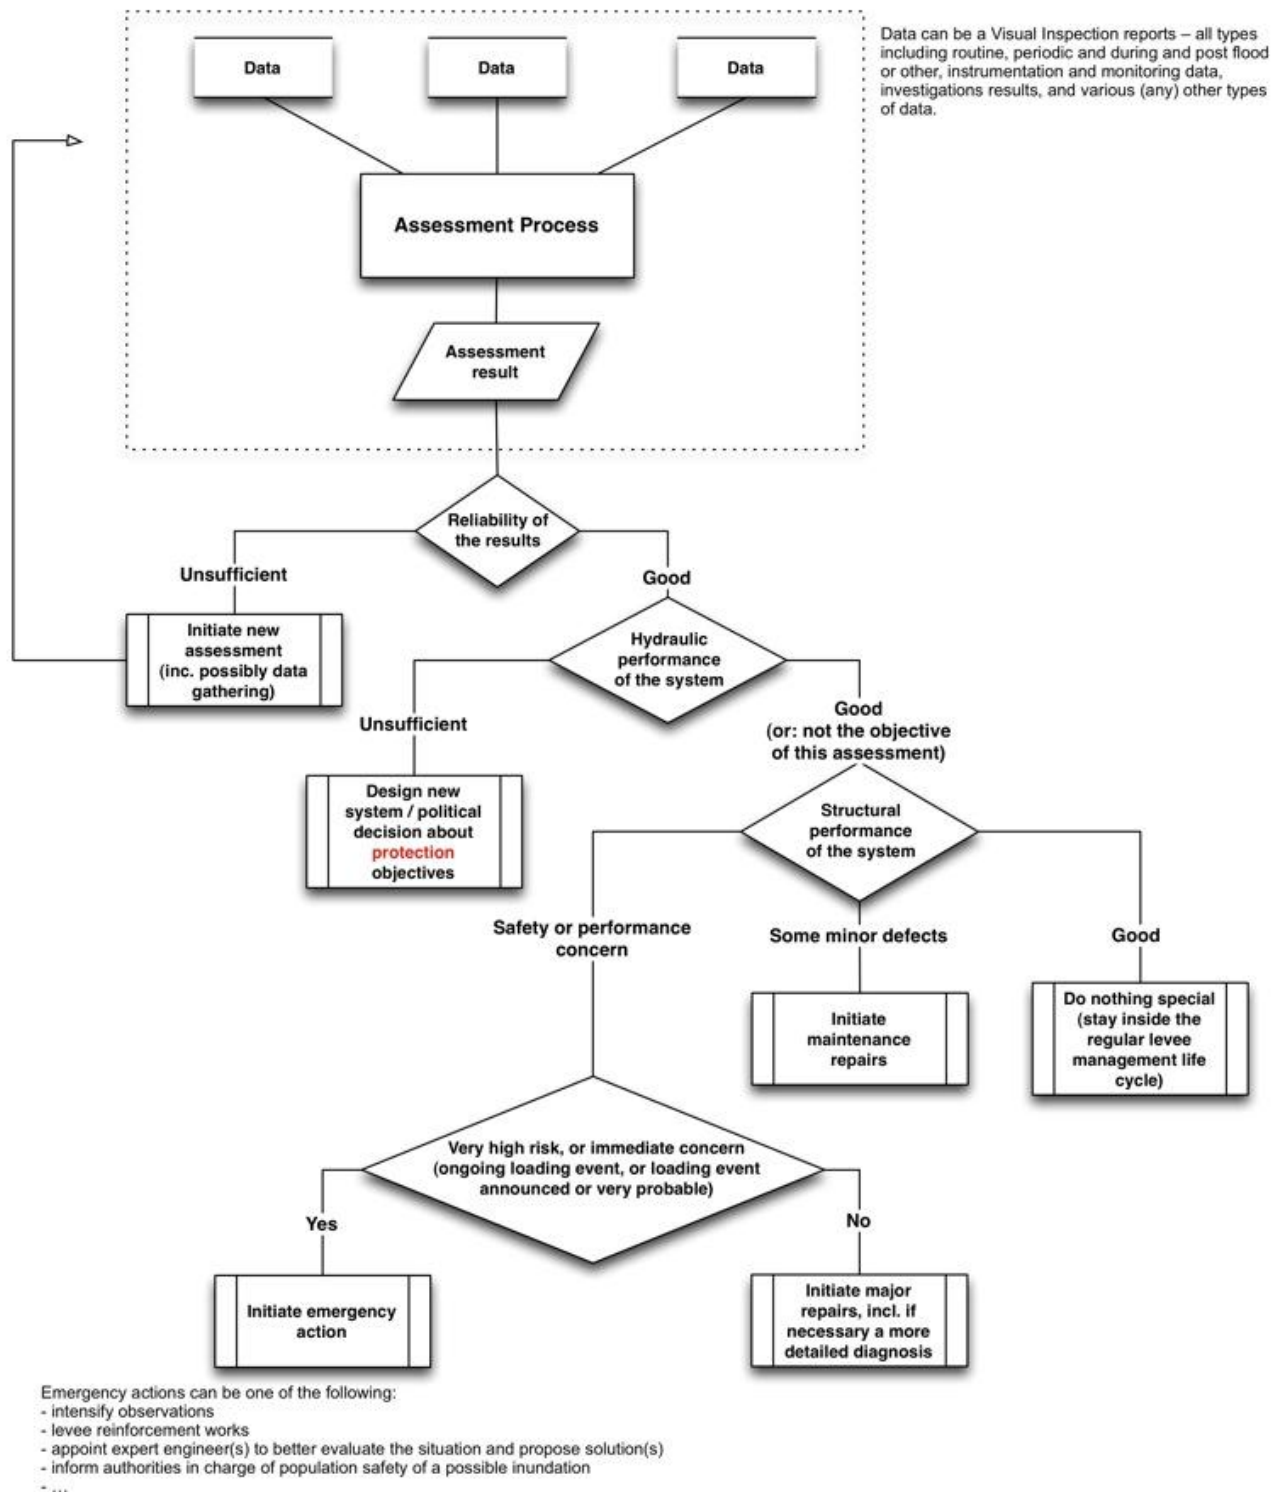 Data can be a Visual Inspection reports – all types
including routine, periodic and during and post flood
or other, instrumentation and monitoring data,
investigations results, and various (any) other types
of data.
Data
Data
Data
Assessment Process
Assessment
result
Reliability of
the results
Unsufficient
Good
Initiate new
assessment
(inc. possibly data
gathering)
Hydraulic
performance
of the system
Unsufficient
Good
(or: not the objective
of this assessment)
Design new
system / political
decision about
protection
objectives
Structural
performance
of the system
Safety or performance
concern
Some minor defects
Good
Initiate
maintenance
repairs
Do nothing special
(stay inside the
regular levee
management life
cycle)
Very high risk, or immediate concern
(ongoing loading event, or loading event
announced or very probable)
Yes
No
Initiate emergency
action
Initiate major
repairs, incl. if
necessary a more
detailed diagnosis
Emergency actions can be one of the following:
- intensify observations
- levee reinforcement works
- appoint expert engineer(s) to better evaluate the situation and propose solution(s)
- inform authorities in charge of population safety of a possible inundation
- ...